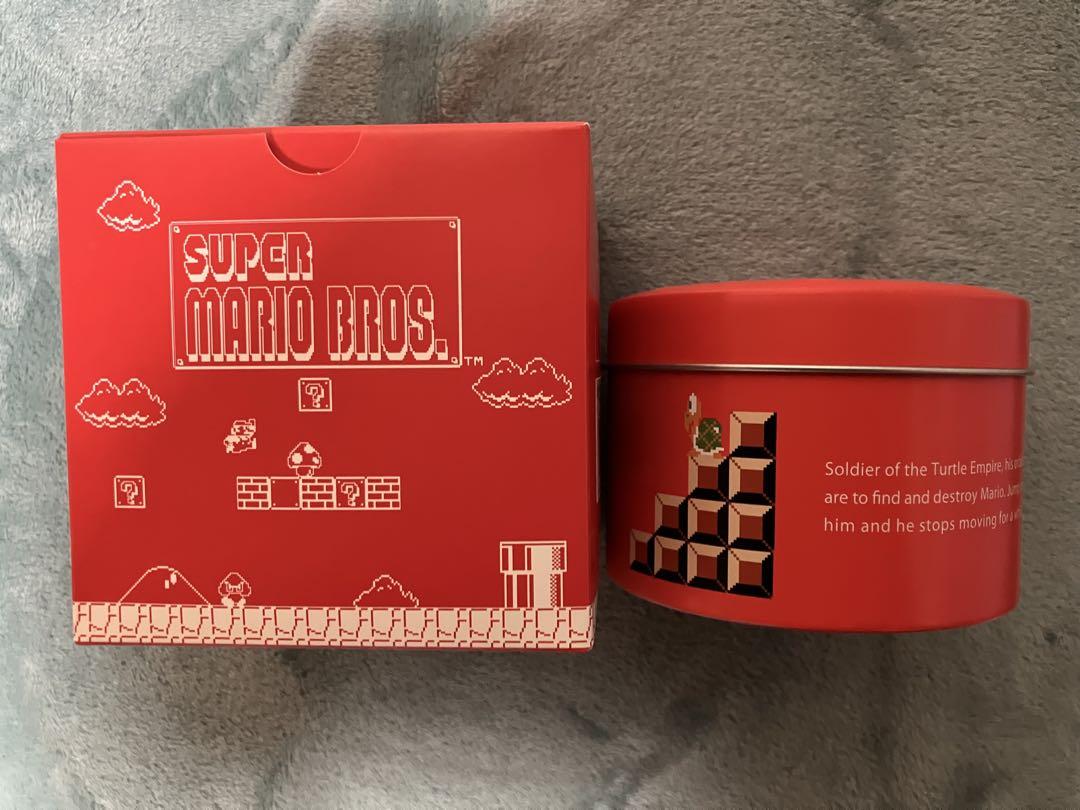 SUPER
MARIO BROS.
TM
?
?
?
Soldier of the Turtle Empire, his
are to find and destroy Mario. Jump
him and he stops moving for a